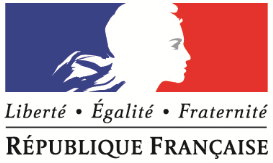 Liberté • Égalité • Fraternité
RÉPUBLIQUE FRANÇAISE